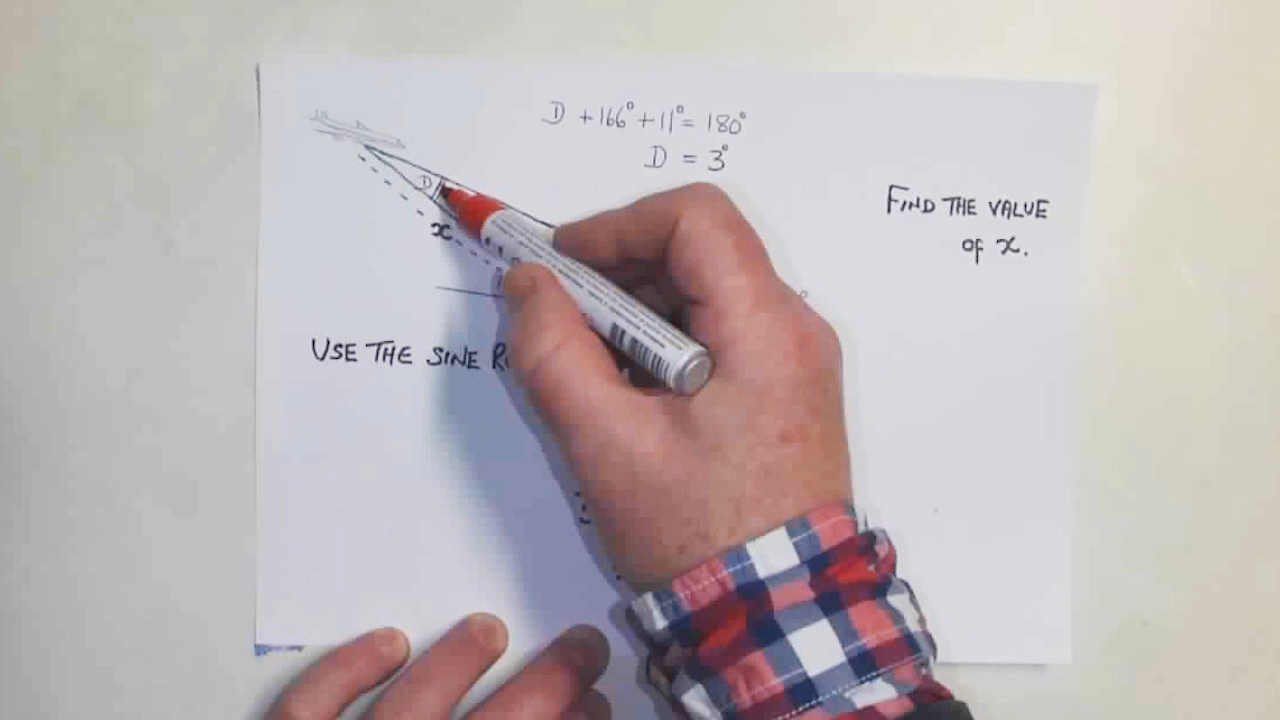 D + 166° + 11° = 180°
D = 3°
FIND THE VALUE
OF x.
D
x
USE THE SINE